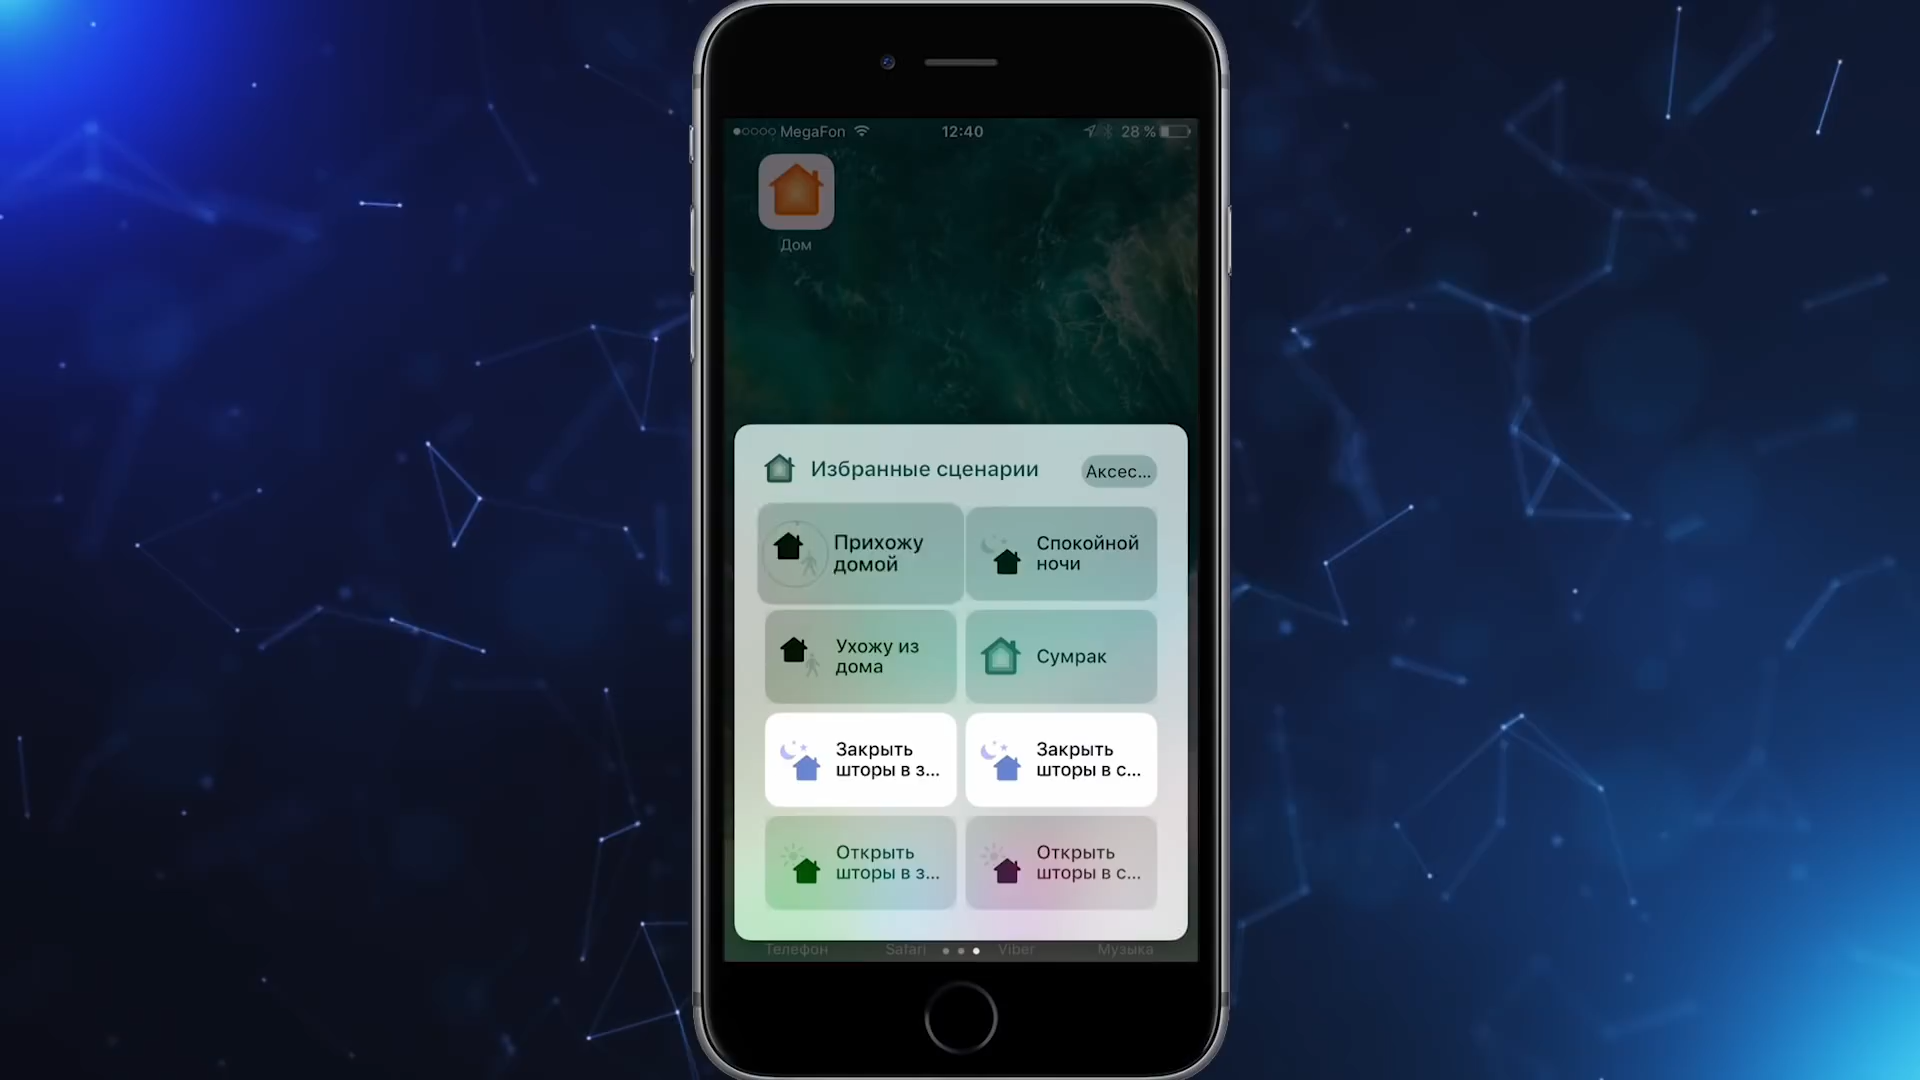 MegaFon
12:40
28 %
Дом
Избранные сценарии
Аксес...
Прихожу
домой
Спокойной
ночи
Ухожу из
дома
Сумрак
Закрыть
шторы в з...
Закрыть
шторы в с...
Открыть
шторы в з...
Открыть
шторы в с...
Телефон
Safari
Viber
Музыка